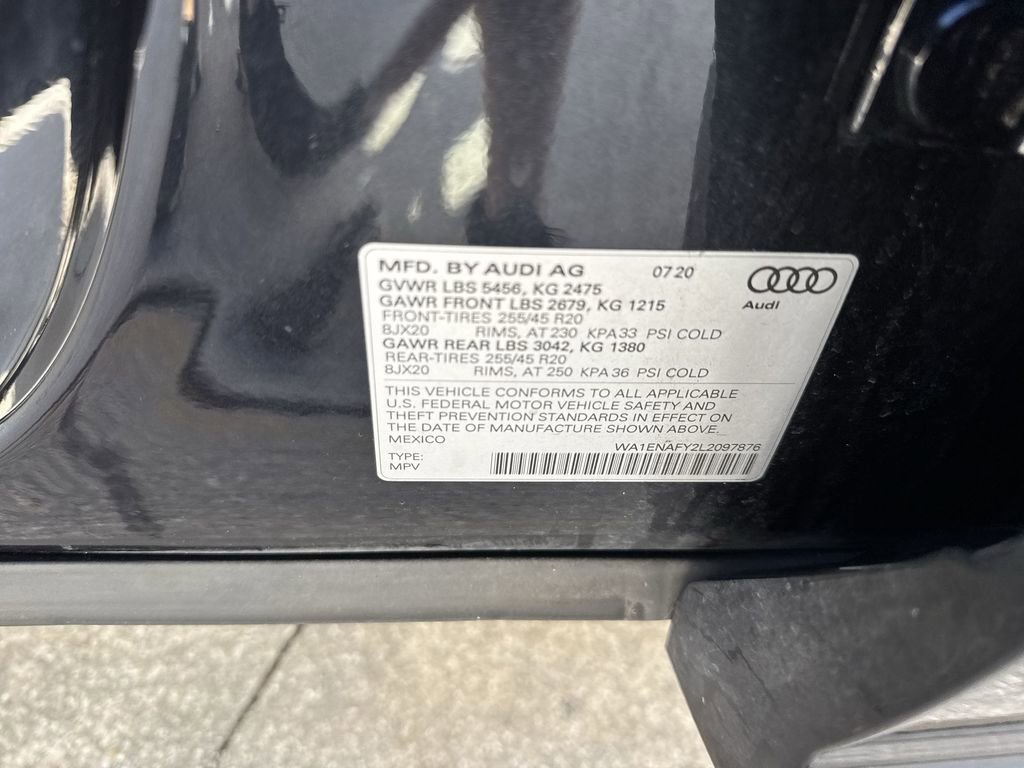 MFD. BY AUDI AG 07 20
GVWR LBS 5456, KG 2475
GAWR FRONT LBS 2679, KG 1215
FRONT-TIRES 255/45 R20
8JX20 RIMS, AT 230 KPA 33 PSI COLD
GAWR REAR LBS 3042, KG 1380
REAR-TIRES 255/45 R20
8JX20 RIMS, AT 250 KPA 36 PSI COLD
Audi
THIS VEHICLE CONFORMS TO ALL APPLICABLE
U.S. FEDERAL MOTOR VEHICLE SAFETY AND
THEFT PREVENTION STANDARDS IN EFFECT ON
THE DATE OF MANUFACTURE SHOWN ABOVE.
MEXICO WA1ENAFY2L2097876
TYPE:
MPV